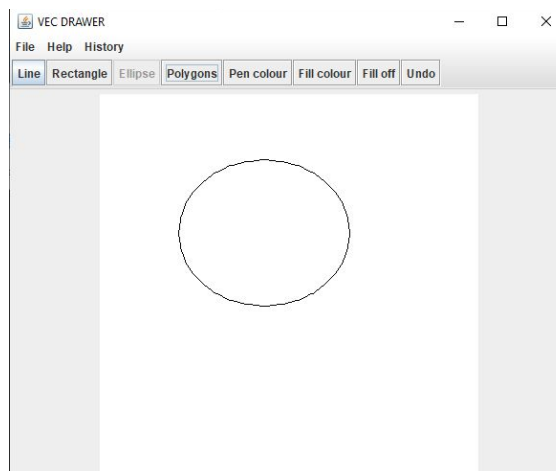 VEC DRAWER
File Help History
Line Rectangle Ellipse Polygons Pen colour Fill colour Fill off Undo